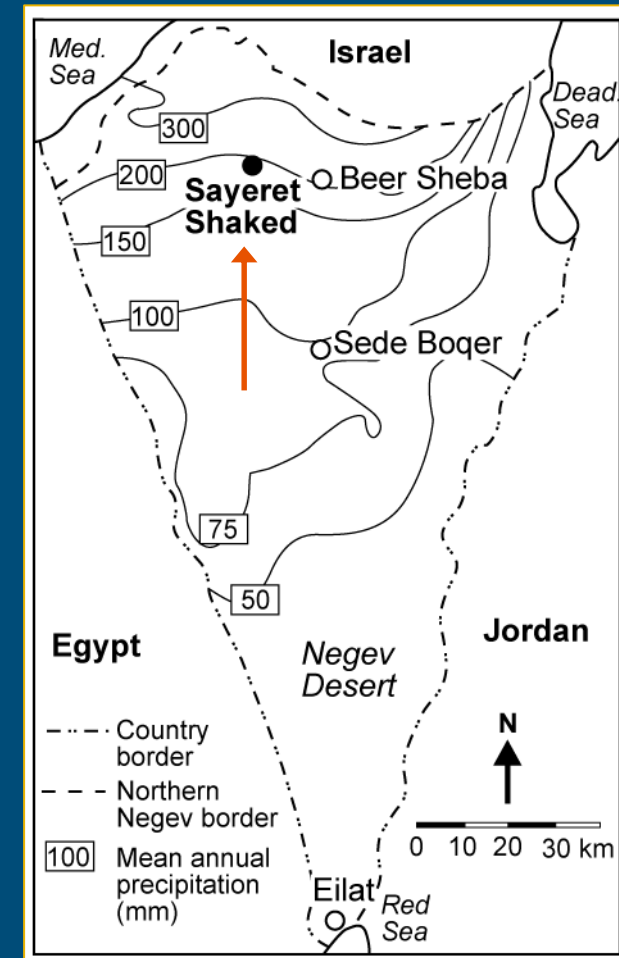 Med.
Sea
Israel
Dead.
Sea
300
200
Sayeret
Shaked
Beer Sheba
150
100
Sede Boqer
75
50
Egypt
Negev
Desert
Jordan
Country
border
Northern
Negev border
100
Mean annual
precipitation
(mm)
N
0 10 20 30 km
Eilat
Red
Sea